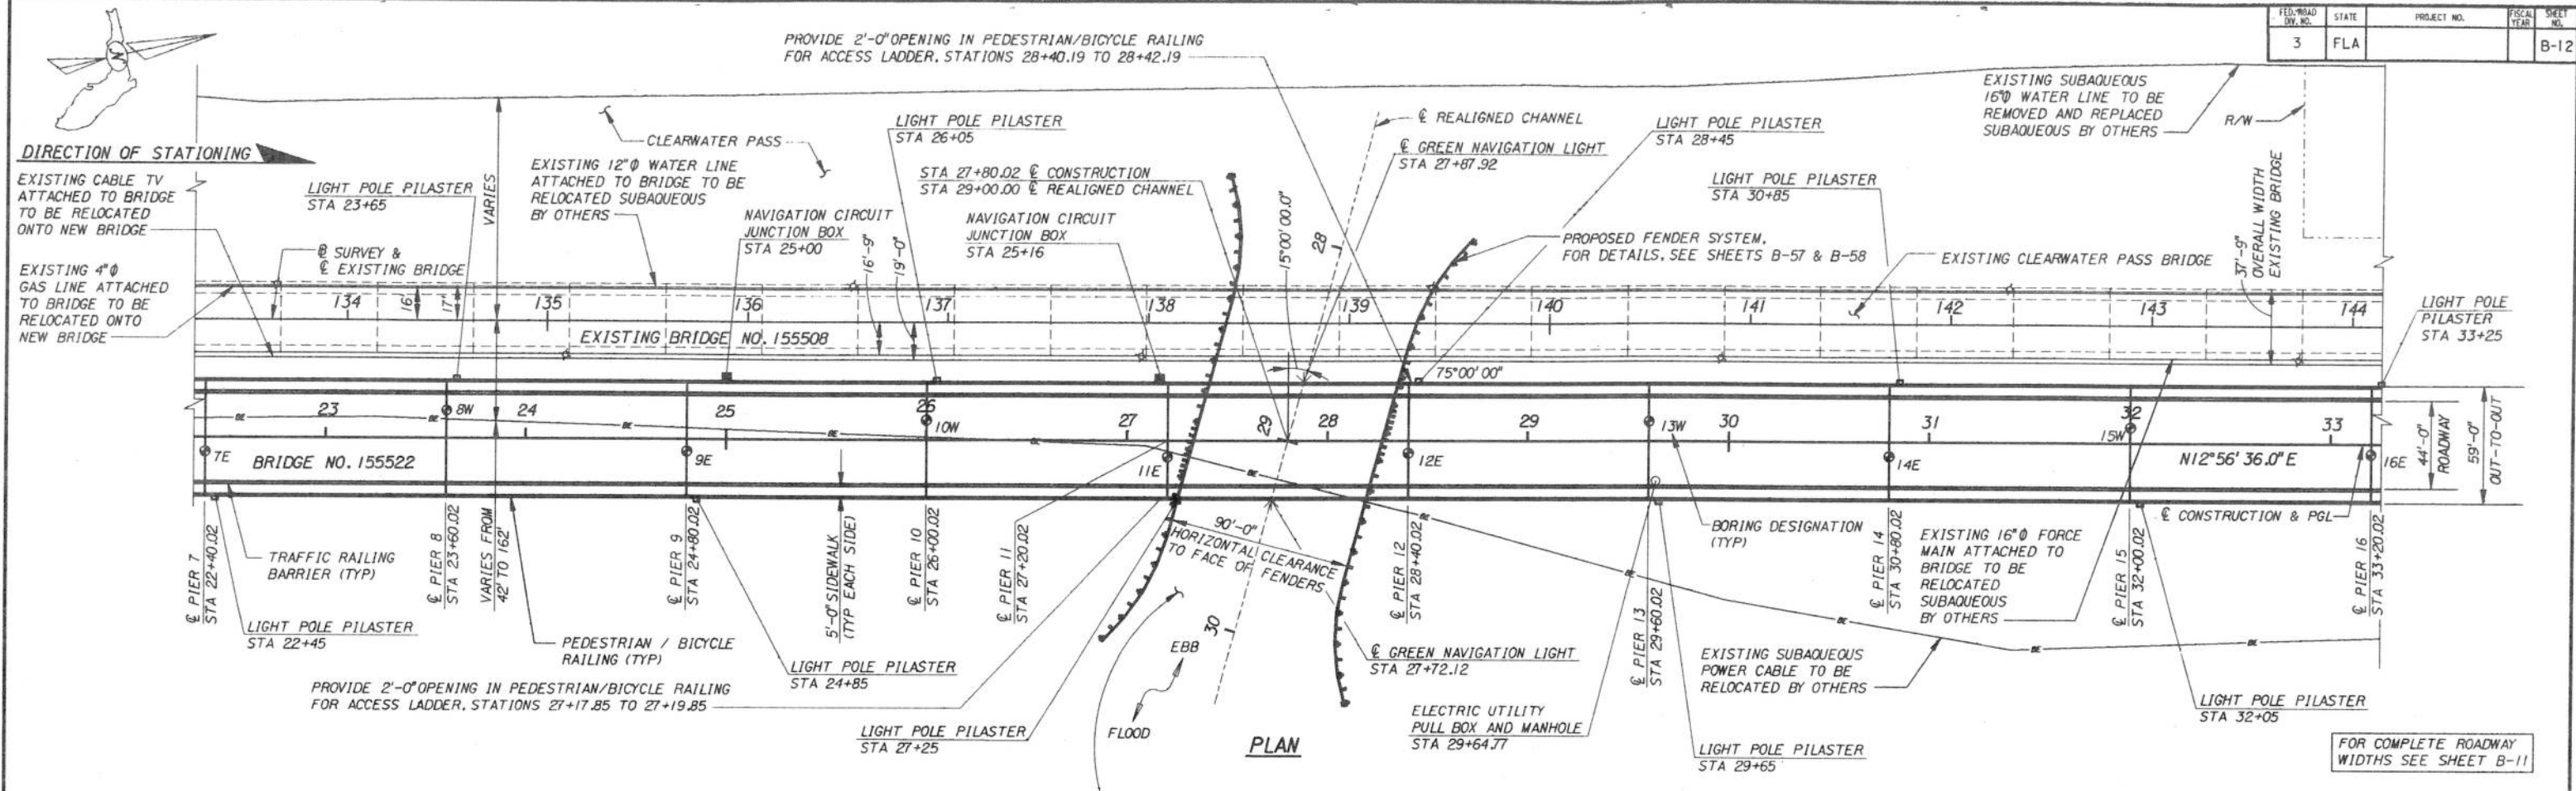 FED. ROAD DIV. NO.
STATE
PROJECT NO.
FISCAL YEAR
SHEET NO.
3
FLA
B-12
N
DIRECTION OF STATIONING
PROVIDE 2'-0" OPENING IN PEDESTRIAN/BICYCLE RAILING
FOR ACCESS LADDER, STATIONS 28+40.19 TO 28+42.19
EXISTING CABLE TV
ATTACHED TO BRIDGE
TO BE RELOCATED
ONTO NEW BRIDGE
EXISTING 4"Ø
GAS LINE ATTACHED
TO BRIDGE TO BE
RELOCATED ONTO
NEW BRIDGE
LIGHT POLE PILASTER
STA 23+65
℄ SURVEY &
℄ EXISTING BRIDGE
VARIES
CLEARWATER PASS
EXISTING 12"Ø WATER LINE
ATTACHED TO BRIDGE TO BE
RELOCATED SUBAQUEOUS
BY OTHERS
NAVIGATION CIRCUIT
JUNCTION BOX
STA 25+00
LIGHT POLE PILASTER
STA 26+05
STA 27+80.02 ℄ CONSTRUCTION
STA 29+00.00 ℄ REALIGNED CHANNEL
NAVIGATION CIRCUIT
JUNCTION BOX
STA 25+16
16'-9"
19'-0"
15°00'00.0"
28
℄ REALIGNED CHANNEL
℄ GREEN NAVIGATION LIGHT
STA 27+87.92
LIGHT POLE PILASTER
STA 28+45
LIGHT POLE PILASTER
STA 30+85
PROPOSED FENDER SYSTEM,
FOR DETAILS, SEE SHEETS B-57 & B-58
EXISTING CLEARWATER PASS BRIDGE
EXISTING SUBAQUEOUS
16"Ø WATER LINE TO BE
REMOVED AND REPLACED
SUBAQUEOUS BY OTHERS
R/W
37'-9"
OVERALL WIDTH
EXISTING BRIDGE
LIGHT POLE
PILASTER
STA 33+25
134 16' 17' 135 136 137 138 139 140 141 142 143 144
EXISTING BRIDGE NO. 155508
75°00'00"
23 24 25 26 27 29 28 29 30 31 32 33
BE BE BE BE BE BE BE BE BE BE BE
7E 8W 9E 10W 11E 12E 13W 14E 15W 16E
BRIDGE NO. 155522
N12°56'36.0"E
44'-0"
ROADWAY
59'-0"
OUT-TO-OUT
℄ PIER 7
STA 22+40.02
TRAFFIC RAILING
BARRIER (TYP)
LIGHT POLE PILASTER
STA 22+45
℄ PIER 8
STA 23+60.02
VARIES FROM
42' TO 162'
PEDESTRIAN / BICYCLE
RAILING (TYP)
℄ PIER 9
STA 24+80.02
LIGHT POLE PILASTER
STA 24+85
5'-0" SIDEWALK
(TYP EACH SIDE)
℄ PIER 10
STA 26+00.02
℄ PIER 11
STA 27+20.02
PROVIDE 2'-0" OPENING IN PEDESTRIAN/BICYCLE RAILING
FOR ACCESS LADDER, STATIONS 27+17.85 TO 27+19.85
LIGHT POLE PILASTER
STA 27+25
90'-0"
HORIZONTAL CLEARANCE
TO FACE OF FENDERS
30
EBB
FLOOD
PLAN
℄ PIER 12
STA 28+40.02
℄ GREEN NAVIGATION LIGHT
STA 27+72.12
ELECTRIC UTILITY
PULL BOX AND MANHOLE
STA 29+64.77
℄ PIER 13
STA 29+60.02
BORING DESIGNATION
(TYP)
LIGHT POLE PILASTER
STA 29+65
EXISTING SUBAQUEOUS
POWER CABLE TO BE
RELOCATED BY OTHERS
℄ PIER 14
STA 30+80.02
EXISTING 16"Ø FORCE
MAIN ATTACHED TO
BRIDGE TO BE
RELOCATED
SUBAQUEOUS
BY OTHERS
℄ PIER 15
STA 32+00.02
℄ CONSTRUCTION & PGL
℄ PIER 16
STA 33+20.02
LIGHT POLE PILASTER
STA 32+05
FOR COMPLETE ROADWAY
WIDTHS SEE SHEET B-11